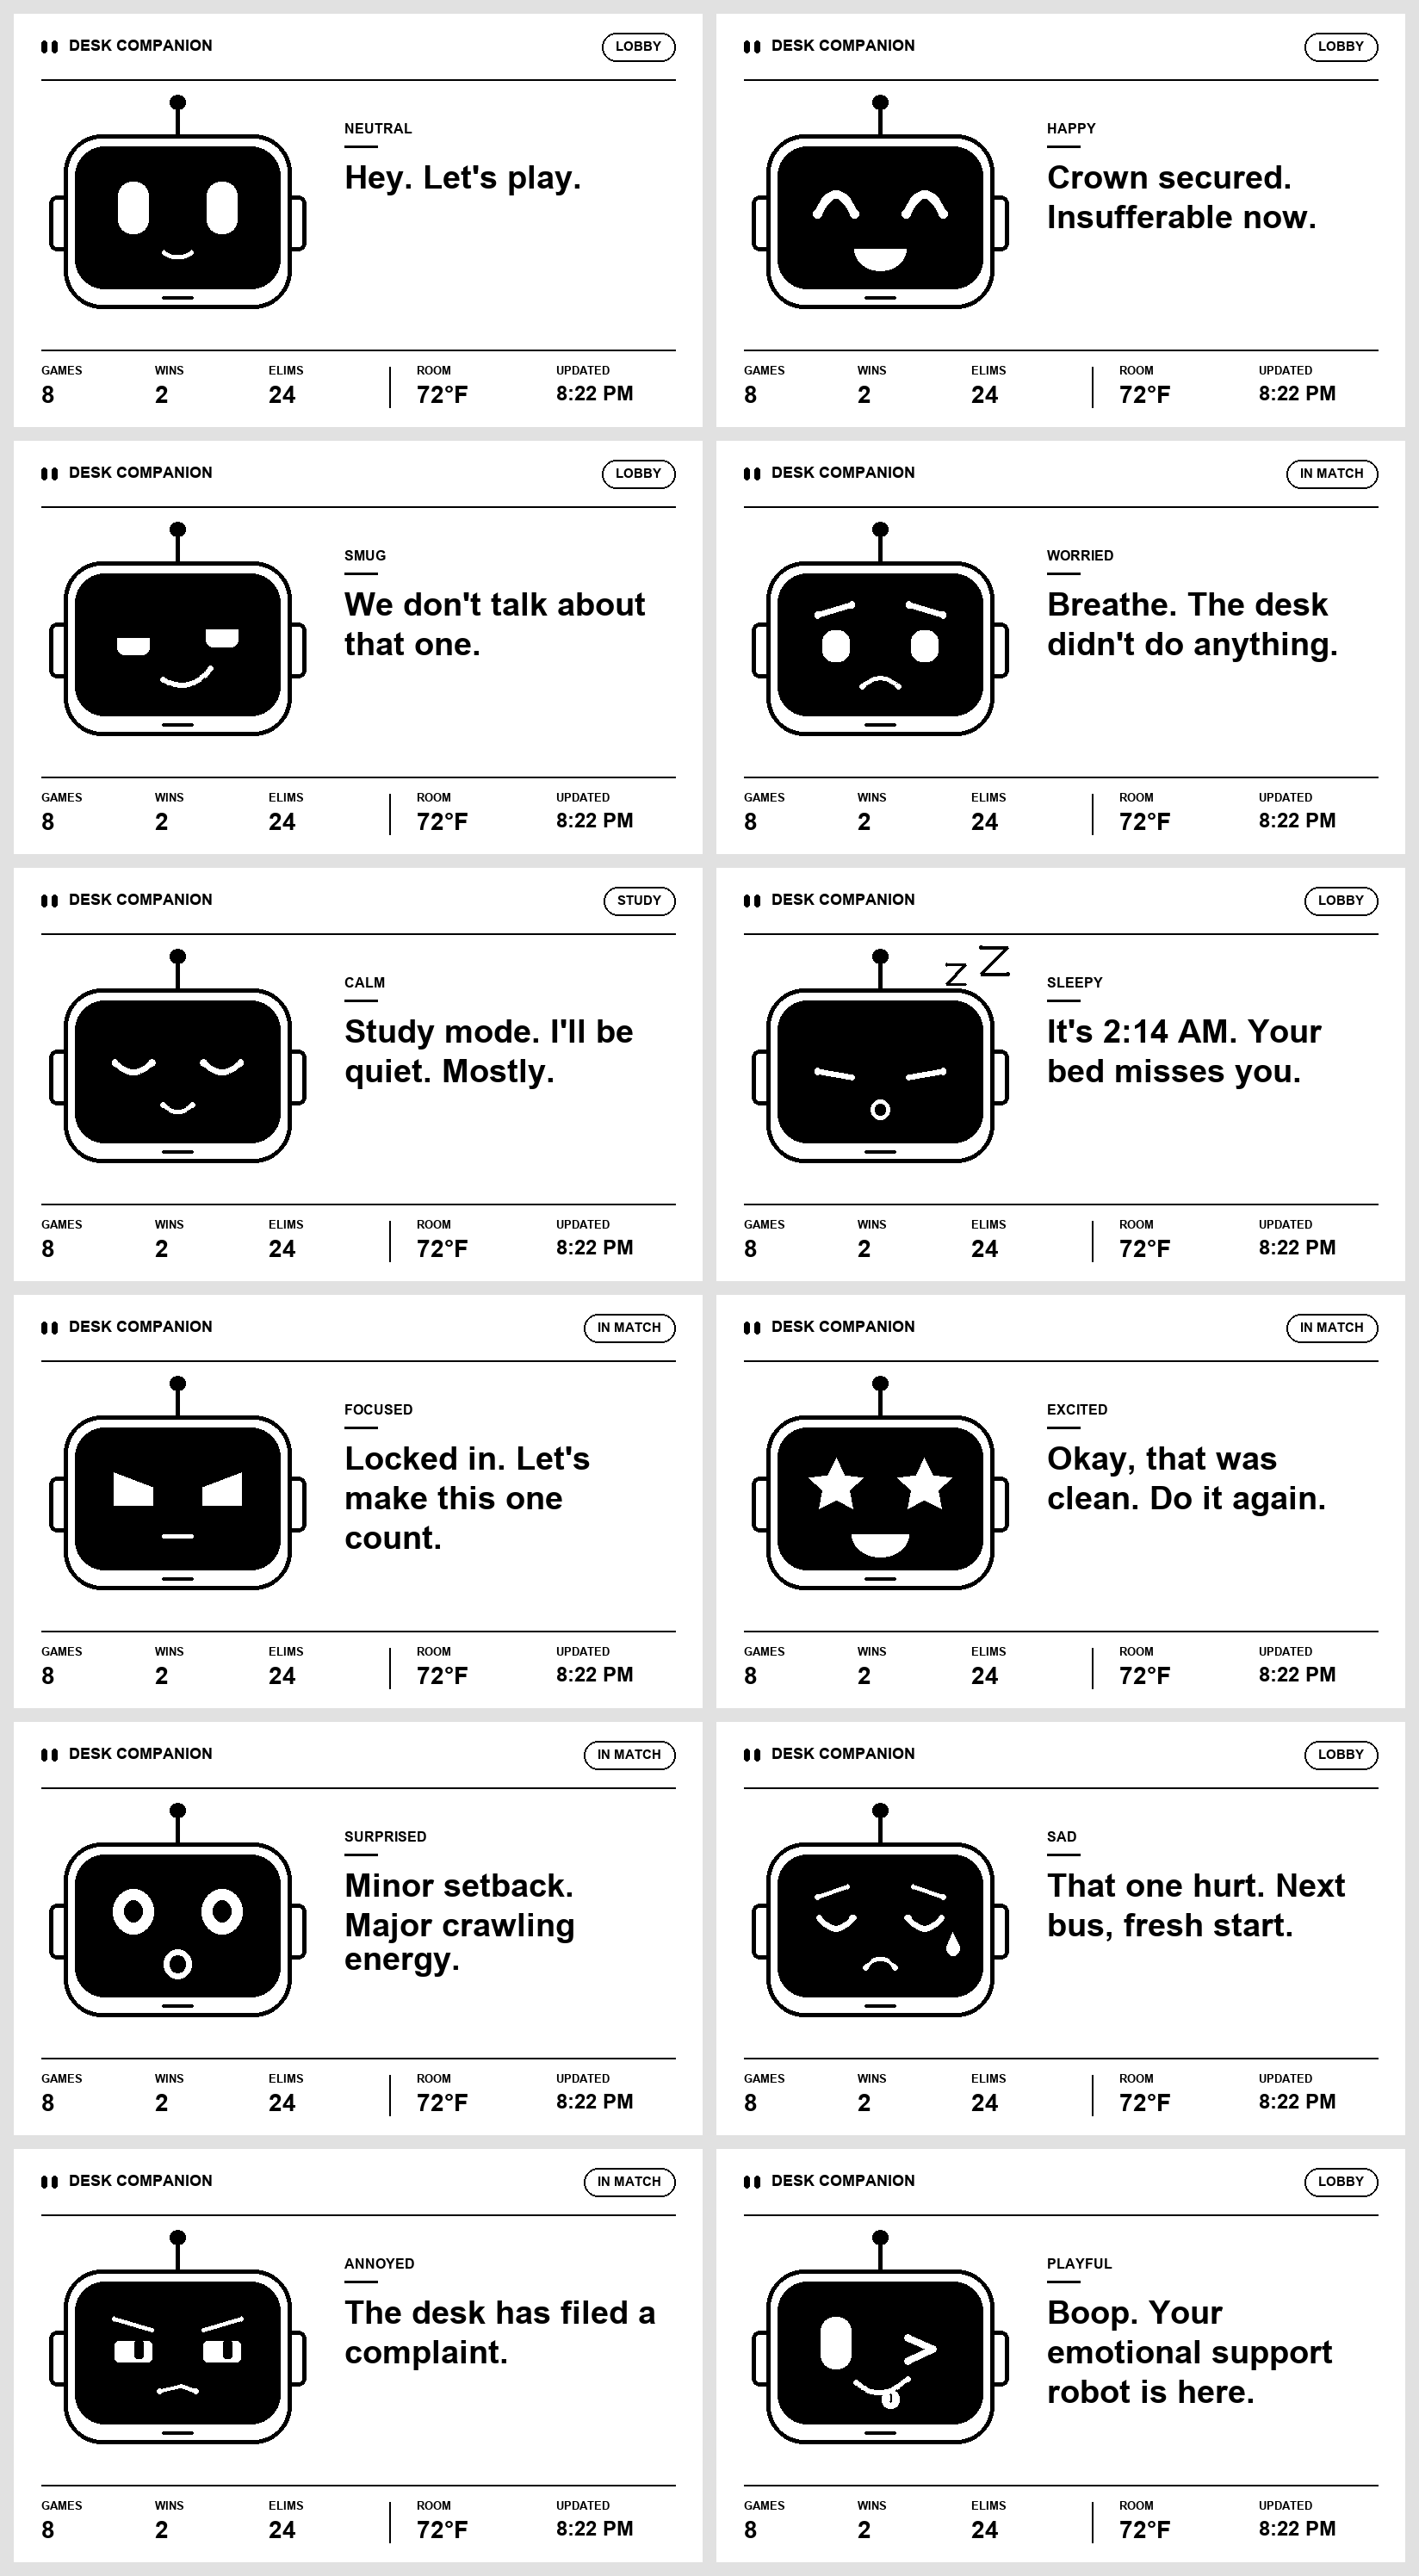 DESK COMPANION
LOBBY
NEUTRAL
Hey. Let's play.
GAMES WINS ELIMS ROOM UPDATED
8 2 24 72°F 8:22 PM
DESK COMPANION
LOBBY
HAPPY
Crown secured.
Insufferable now.
GAMES WINS ELIMS ROOM UPDATED
8 2 24 72°F 8:22 PM
DESK COMPANION
LOBBY
SMUG
We don't talk about
that one.
GAMES WINS ELIMS ROOM UPDATED
8 2 24 72°F 8:22 PM
DESK COMPANION
IN MATCH
WORRIED
Breathe. The desk
didn't do anything.
GAMES WINS ELIMS ROOM UPDATED
8 2 24 72°F 8:22 PM
DESK COMPANION
STUDY
CALM
Study mode. I'll be
quiet. Mostly.
GAMES WINS ELIMS ROOM UPDATED
8 2 24 72°F 8:22 PM
DESK COMPANION
LOBBY
z Z
SLEEPY
It's 2:14 AM. Your
bed misses you.
GAMES WINS ELIMS ROOM UPDATED
8 2 24 72°F 8:22 PM
DESK COMPANION
IN MATCH
FOCUSED
Locked in. Let's
make this one
count.
GAMES WINS ELIMS ROOM UPDATED
8 2 24 72°F 8:22 PM
DESK COMPANION
IN MATCH
EXCITED
Okay, that was
clean. Do it again.
GAMES WINS ELIMS ROOM UPDATED
8 2 24 72°F 8:22 PM
DESK COMPANION
IN MATCH
SURPRISED
Minor setback.
Major crawling
energy.
GAMES WINS ELIMS ROOM UPDATED
8 2 24 72°F 8:22 PM
DESK COMPANION
LOBBY
SAD
That one hurt. Next
bus, fresh start.
GAMES WINS ELIMS ROOM UPDATED
8 2 24 72°F 8:22 PM
DESK COMPANION
IN MATCH
ANNOYED
The desk has filed a
complaint.
GAMES WINS ELIMS ROOM UPDATED
8 2 24 72°F 8:22 PM
DESK COMPANION
LOBBY
PLAYFUL
Boop. Your
emotional support
robot is here.
GAMES WINS ELIMS ROOM UPDATED
8 2 24 72°F 8:22 PM